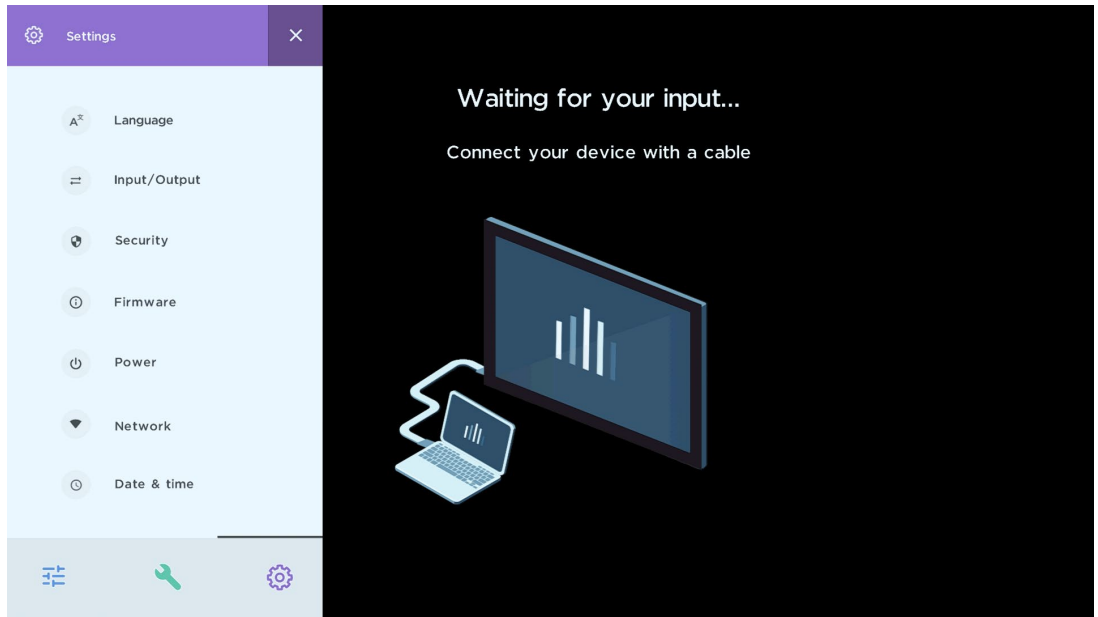 Settings
Language
Input/Output
Security
Firmware
Power
Network
Date & time
Waiting for your input...
Connect your device with a cable